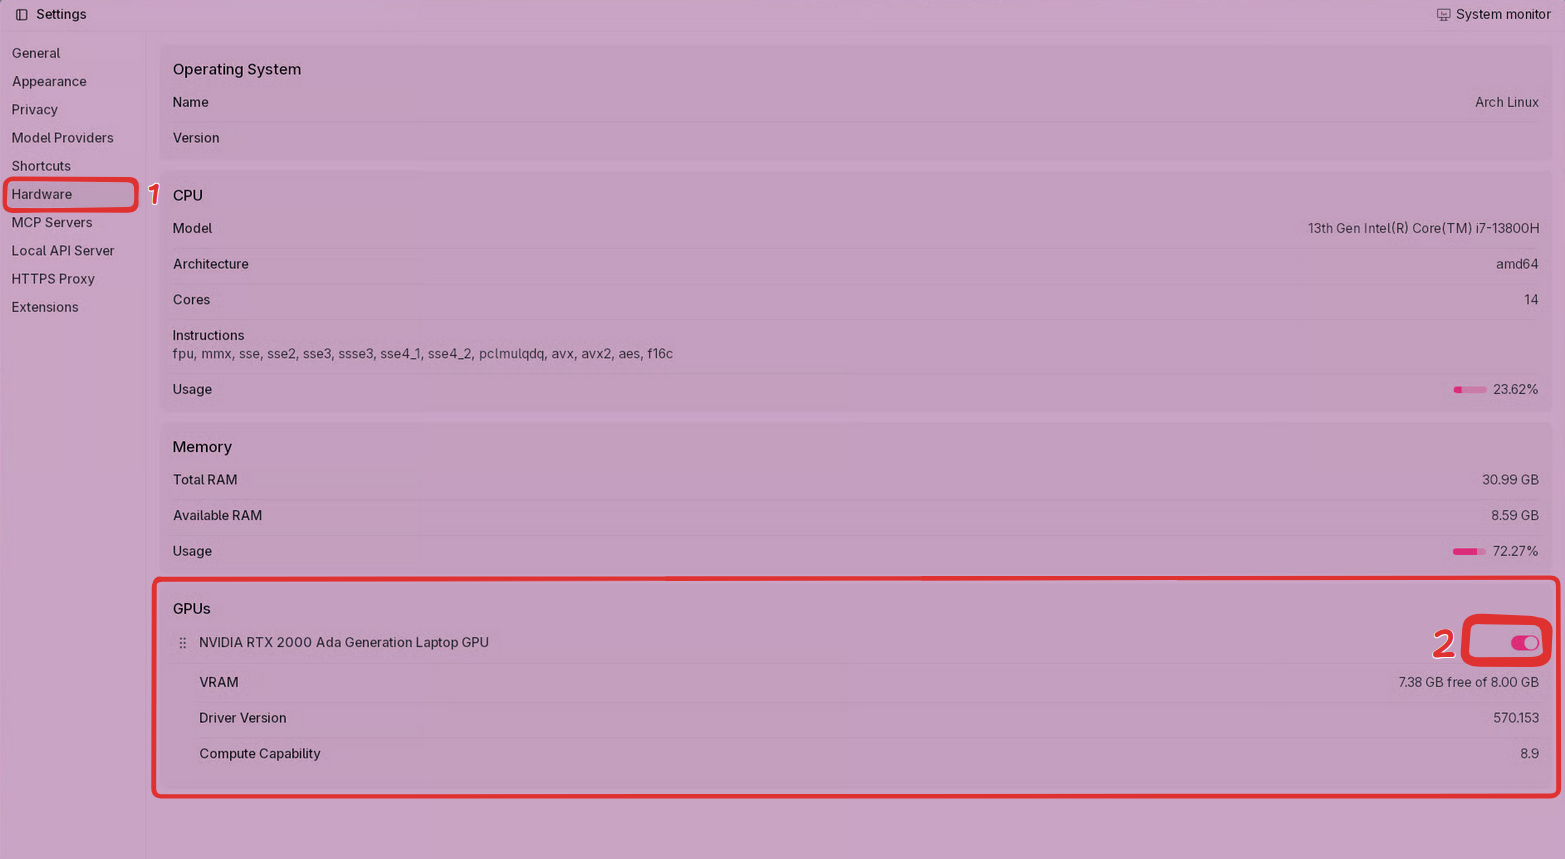 Settings
System monitor
General
Appearance
Privacy
Model Providers
Shortcuts
Hardware
1
MCP Servers
Local API Server
HTTPS Proxy
Extensions
Operating System
Name
Arch Linux
Version
CPU
Model
13th Gen Intel(R) Core(TM) i7-13800H
Architecture
amd64
Cores
14
Instructions
fpu, mmx, sse, sse2, sse3, ssse3, sse4_1, sse4_2, pclmulqdq, avx, avx2, aes, f16c
Usage
23.62%
Memory
Total RAM
30.99 GB
Available RAM
8.59 GB
Usage
72.27%
GPUs
NVIDIA RTX 2000 Ada Generation Laptop GPU
2
VRAM
7.38 GB free of 8.00 GB
Driver Version
570.153
Compute Capability
8.9